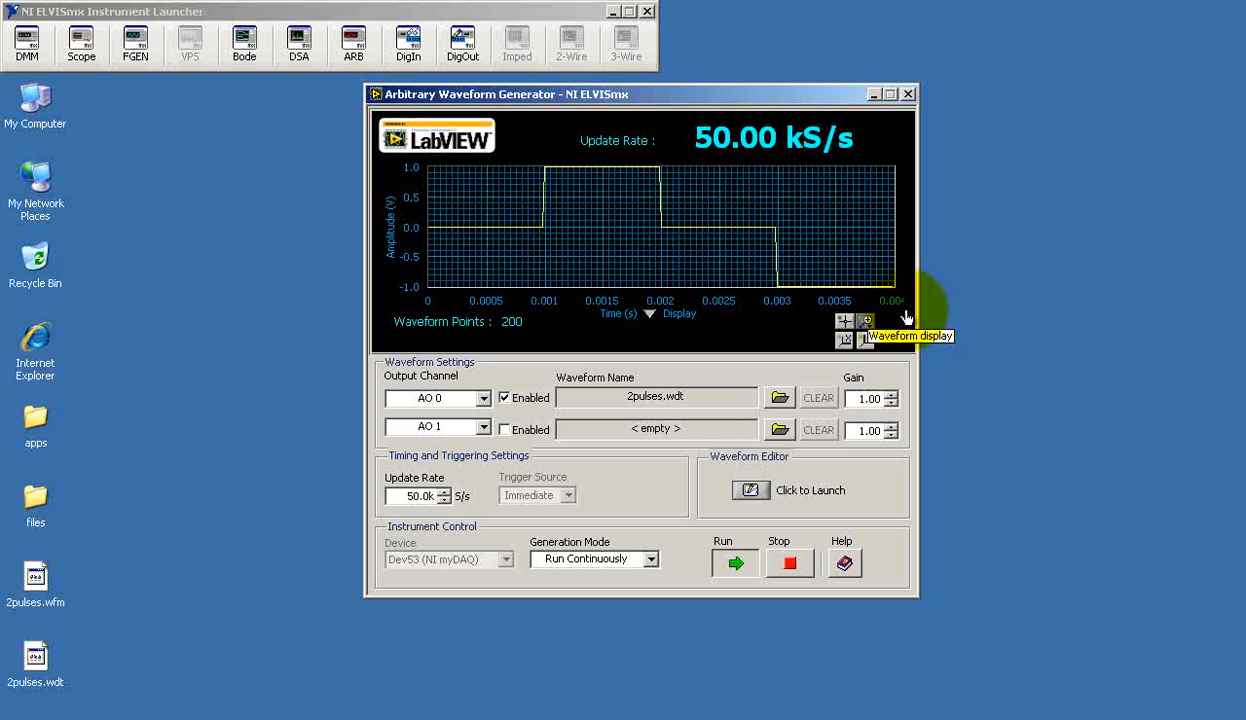 NI ELVISmx Instrument Launcher
DMM Scope FGEN VPS Bode DSA ARB DigIn DigOut Imped 2-Wire 3-Wire
My Computer
My Network
Places
Recycle Bin
Internet
Explorer
apps
files
2pulses.wfm
2pulses.wdt
Arbitrary Waveform Generator - NI ELVISmx
POWERED BY
LabVIEW™
Update Rate : 50.00 kS/s
Amplitude (V)
1.0
0.5
0.0
-0.5
-1.0
0 0.0005 0.001 0.0015 0.002 0.0025 0.003 0.0035 0.004
Time (s) Display
Waveform Points : 200
Waveform display
Waveform Settings
Output Channel Waveform Name Gain
AO 0 Enabled 2pulses.wdt CLEAR 1.00
AO 1 Enabled < empty > CLEAR 1.00
Timing and Triggering Settings
Update Rate Trigger Source
50.0k S/s Immediate
Waveform Editor
Click to Launch
Instrument Control
Device: Generation Mode Run Stop Help
Dev53 (NI myDAQ) Run Continuously